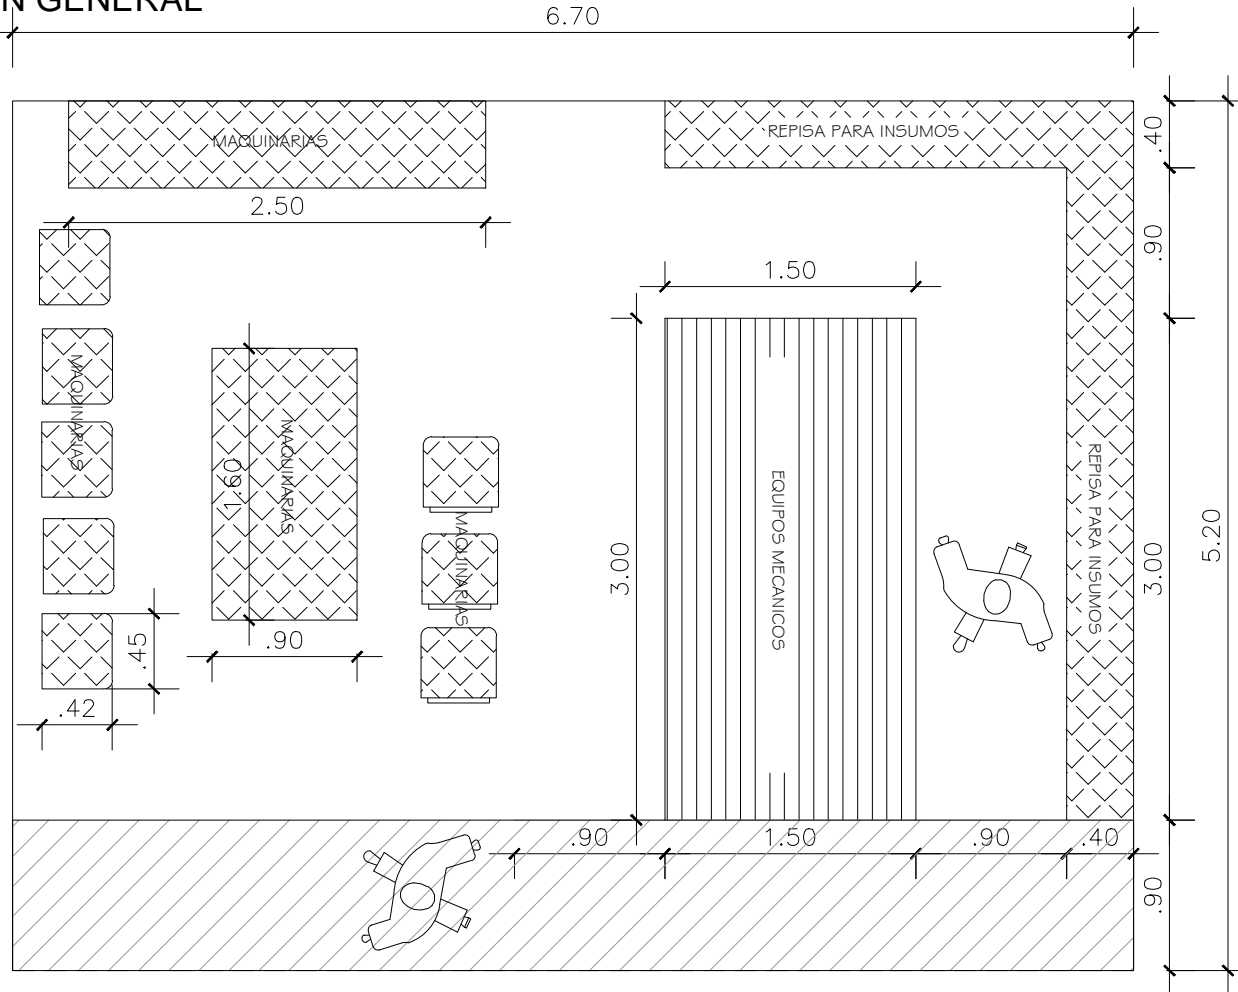 N GENERAL
6.70
MAQUINARIAS
REPISA PARA INSUMOS
.40
2.50
.90
1.50
MAQUINARIAS
1.60
MAQUINARIAS
MAQUINARIAS
EQUIPOS MECANICOS
3.00
REPISA PARA INSUMOS
3.00
5.20
.45
.90
.42
.90
1.50
.90
.40
.90